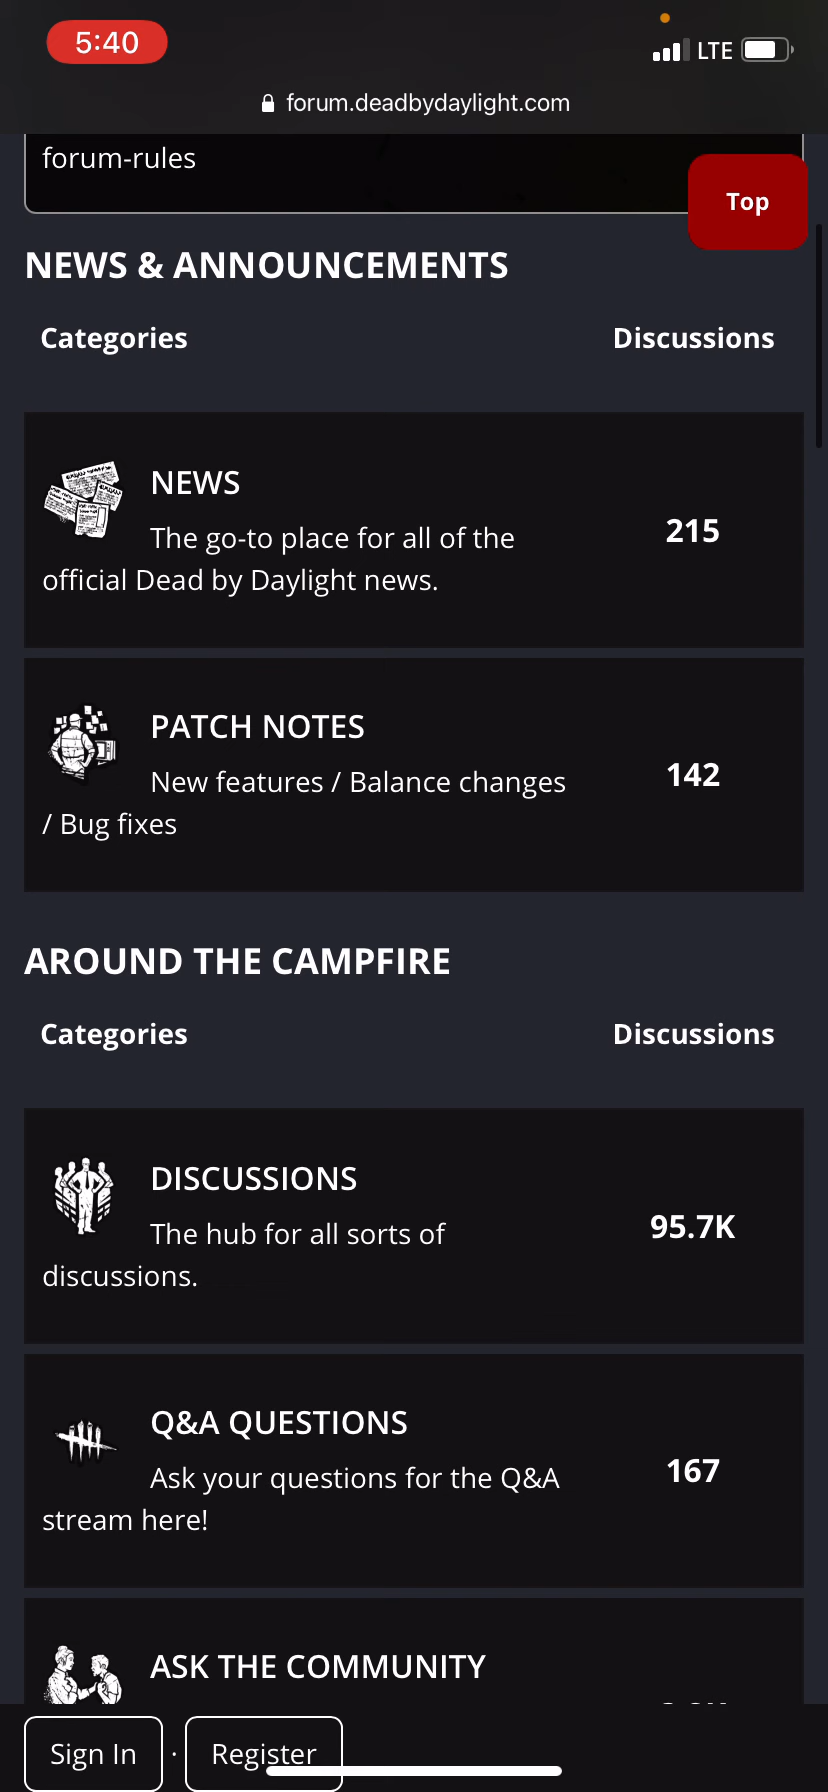 5:40
LTE
forum.deadbydaylight.com
forum-rules
Top
NEWS & ANNOUNCEMENTS
Categories Discussions
NEWS
The go-to place for all of the
official Dead by Daylight news.
215
PATCH NOTES
New features / Balance changes
/ Bug fixes
142
AROUND THE CAMPFIRE
Categories Discussions
DISCUSSIONS
The hub for all sorts of
discussions.
95.7K
Q&A QUESTIONS
Ask your questions for the Q&A
stream here!
167
ASK THE COMMUNITY
Sign In · Register